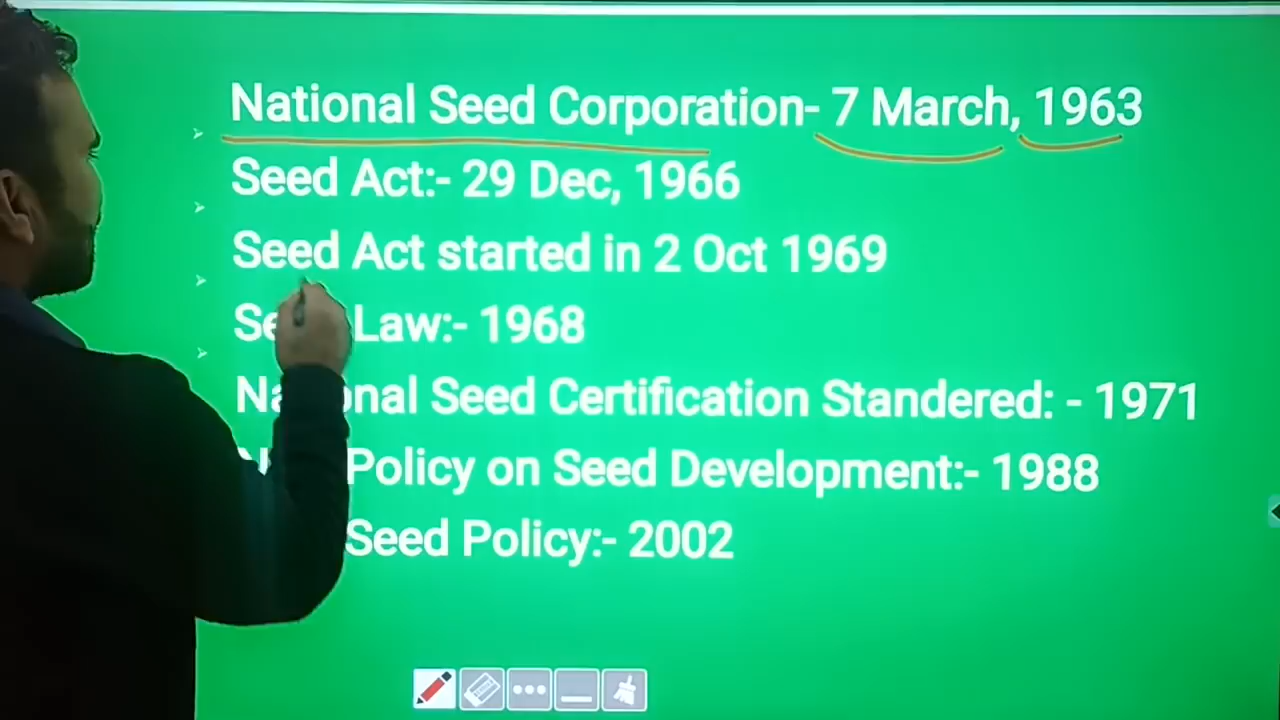 National Seed Corporation- 7 March, 1963
Seed Act:- 29 Dec, 1966
Seed Act started in 2 Oct 1969
Law:- 1968
Seed Certification Standered: - 1971
Policy on Seed Development:- 1988
Seed Policy:- 2002